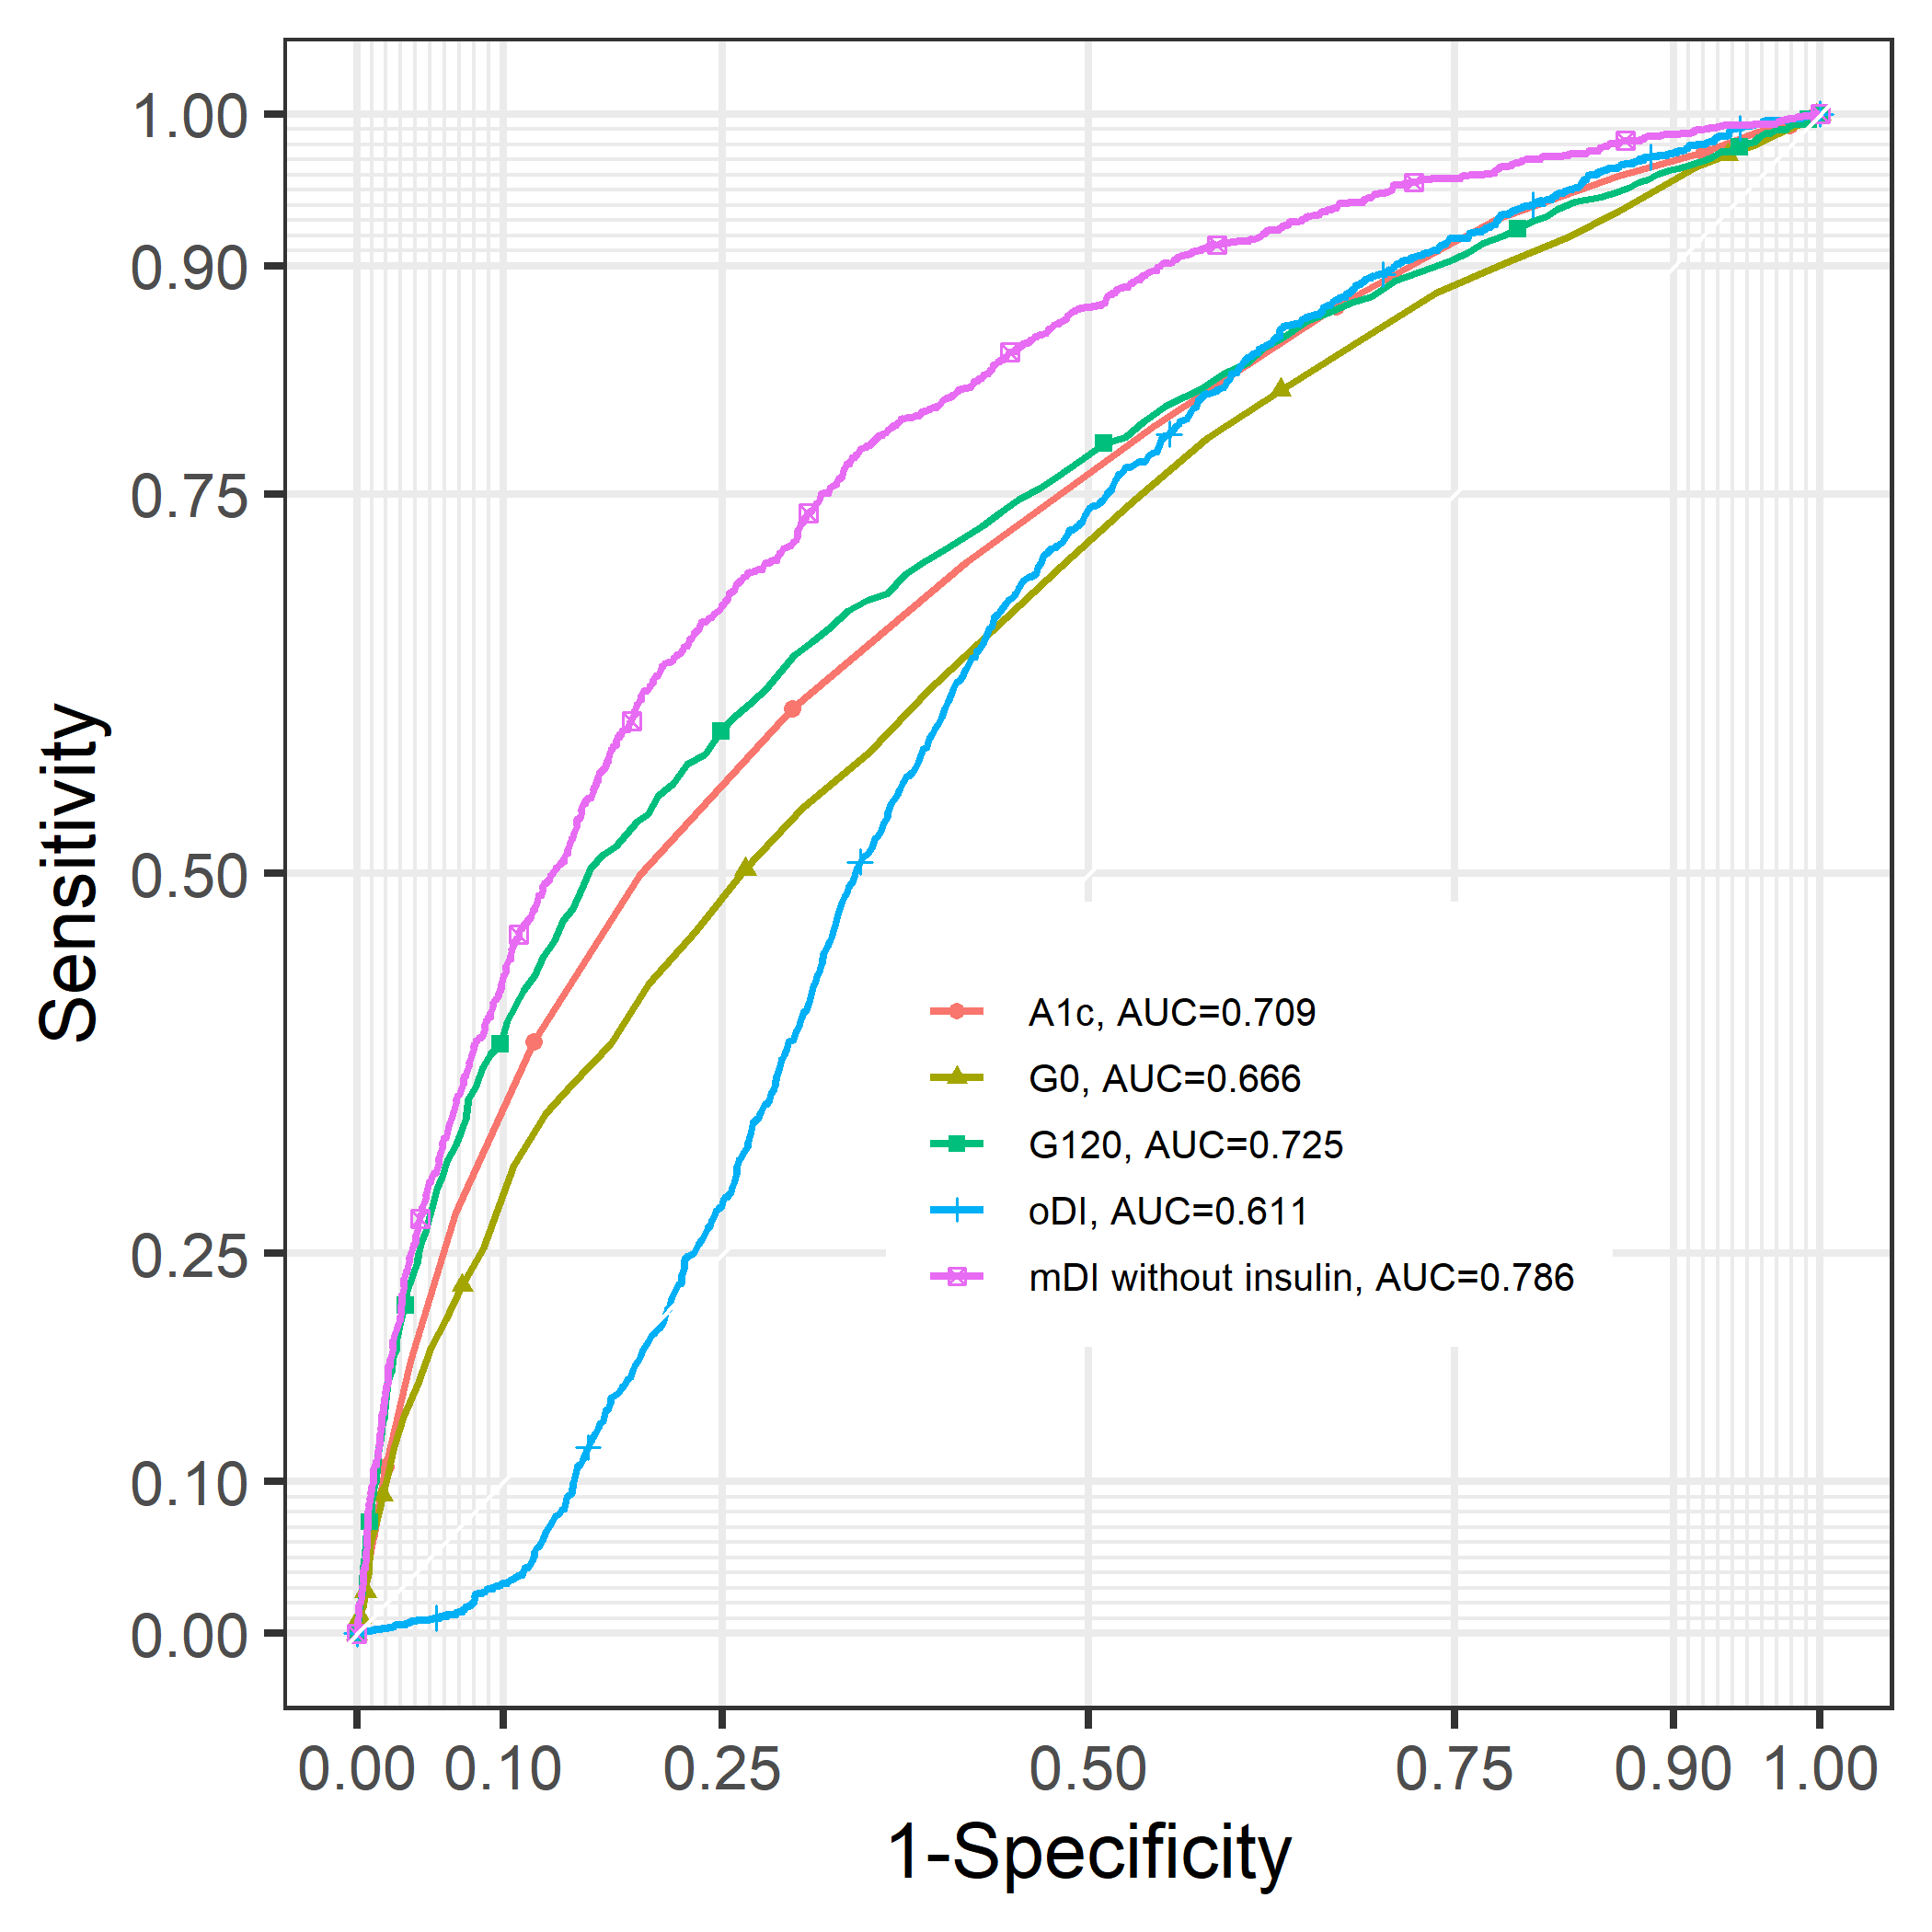 1.00
0.90
0.75
0.50
0.25
0.10
0.00
Sensitivity
A1c, AUC=0.709
G0, AUC=0.666
G120, AUC=0.725
oDI, AUC=0.611
mDI without insulin, AUC=0.786
0.00 0.10 0.25 0.50 0.75 0.90 1.00
1-Specificity